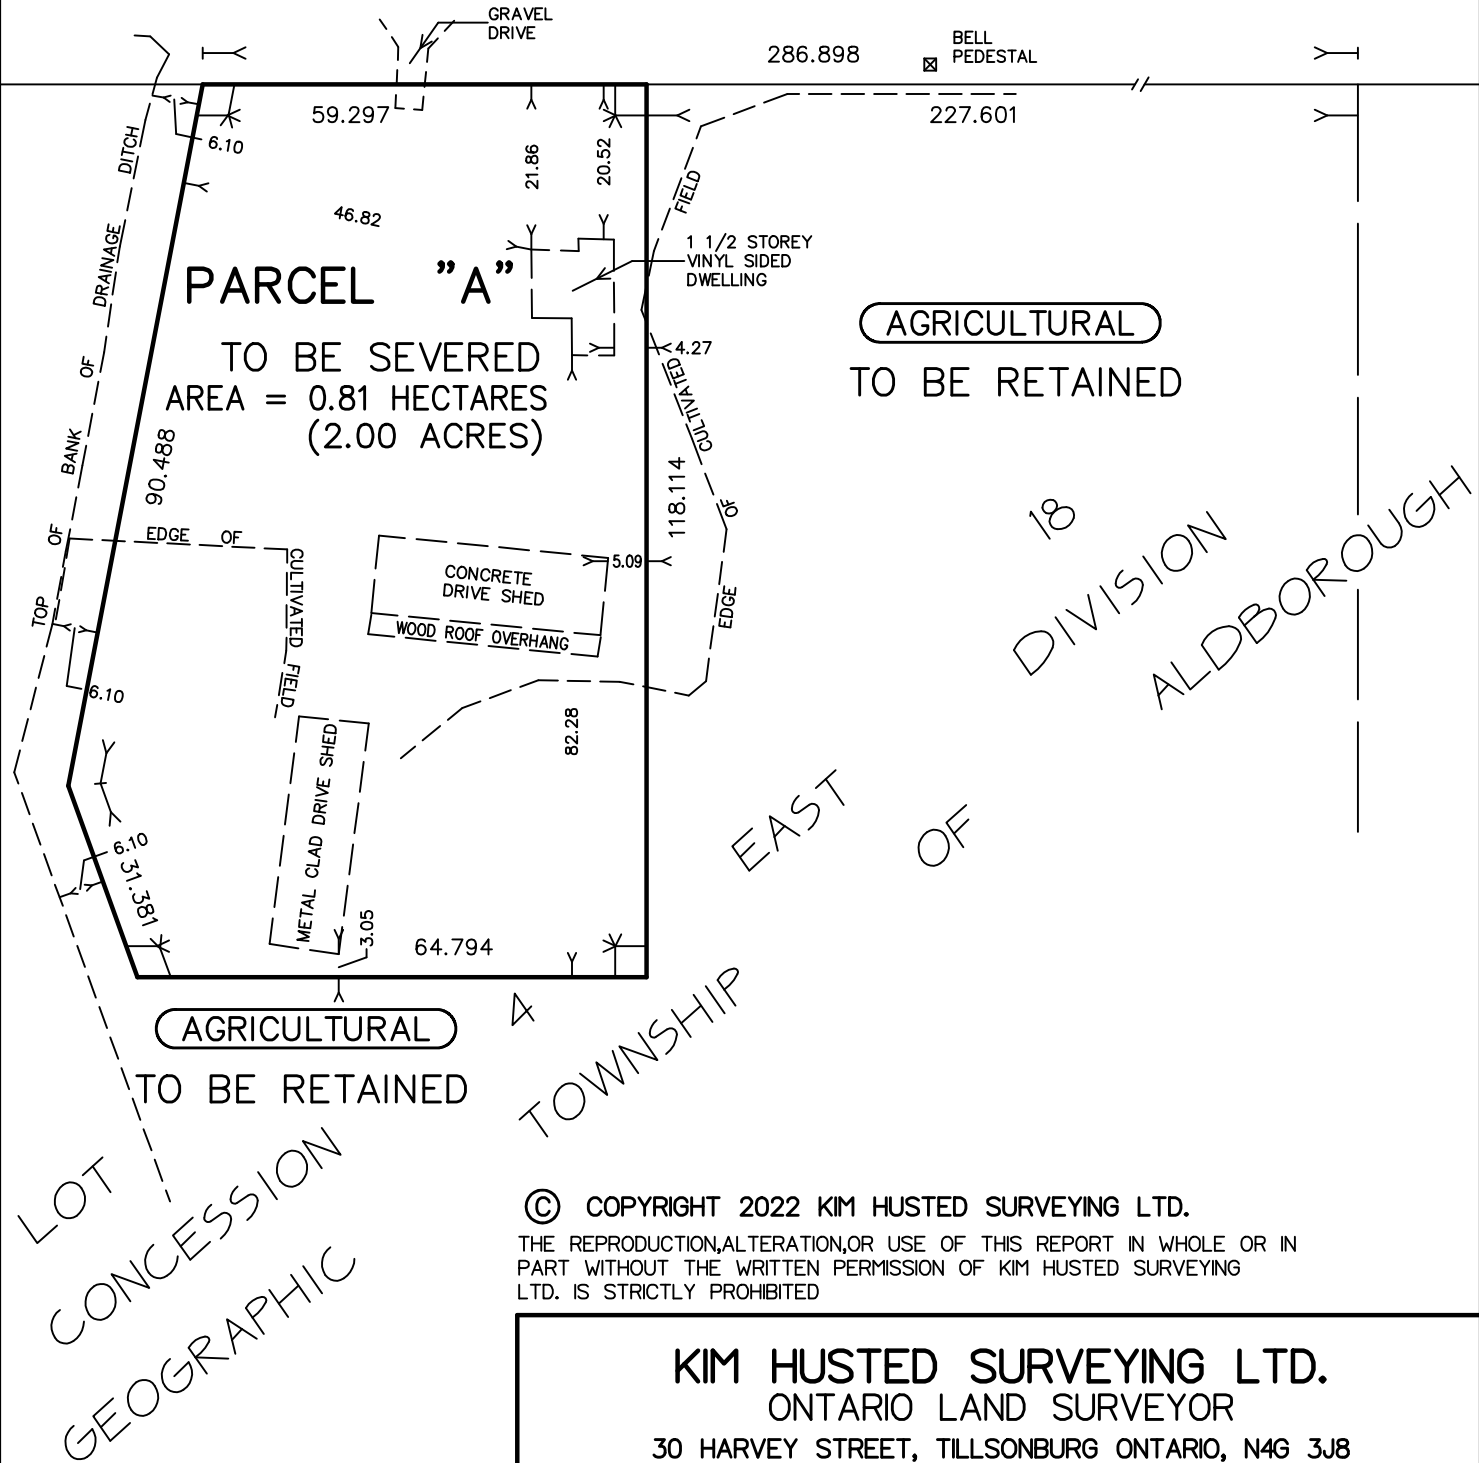 GRAVEL
DRIVE
286.898
BELL
PEDESTAL
59.297
227.601
6.10
DITCH
21.86
20.52
46.82
FIELD
DRAINAGE
1 1/2 STOREY
VINYL SIDED
DWELLING
PARCEL "A"
TO BE SEVERED
AREA = 0.81 HECTARES
(2.00 ACRES)
AGRICULTURAL
TO BE RETAINED
4.27
CULTIVATED
OF
BANK
90.488
118.114
OF
EDGE
OF
TOP
EDGE OF
CULTIVATED FIELD
CONCRETE
DRIVE SHED
WOOD ROOF OVERHANG
5.09
6.10
82.28
METAL CLAD DRIVE SHED
6.10
31.381
3.05
64.794
AGRICULTURAL
TO BE RETAINED
LOT 4
CONCESSION EAST DIVISION 18
GEOGRAPHIC TOWNSHIP OF ALDBOROUGH
© COPYRIGHT 2022 KIM HUSTED SURVEYING LTD.
THE REPRODUCTION,ALTERATION,OR USE OF THIS REPORT IN WHOLE OR IN
PART WITHOUT THE WRITTEN PERMISSION OF KIM HUSTED SURVEYING
LTD. IS STRICTLY PROHIBITED
KIM HUSTED SURVEYING LTD.
ONTARIO LAND SURVEYOR
30 HARVEY STREET, TILLSONBURG ONTARIO, N4G 3J8